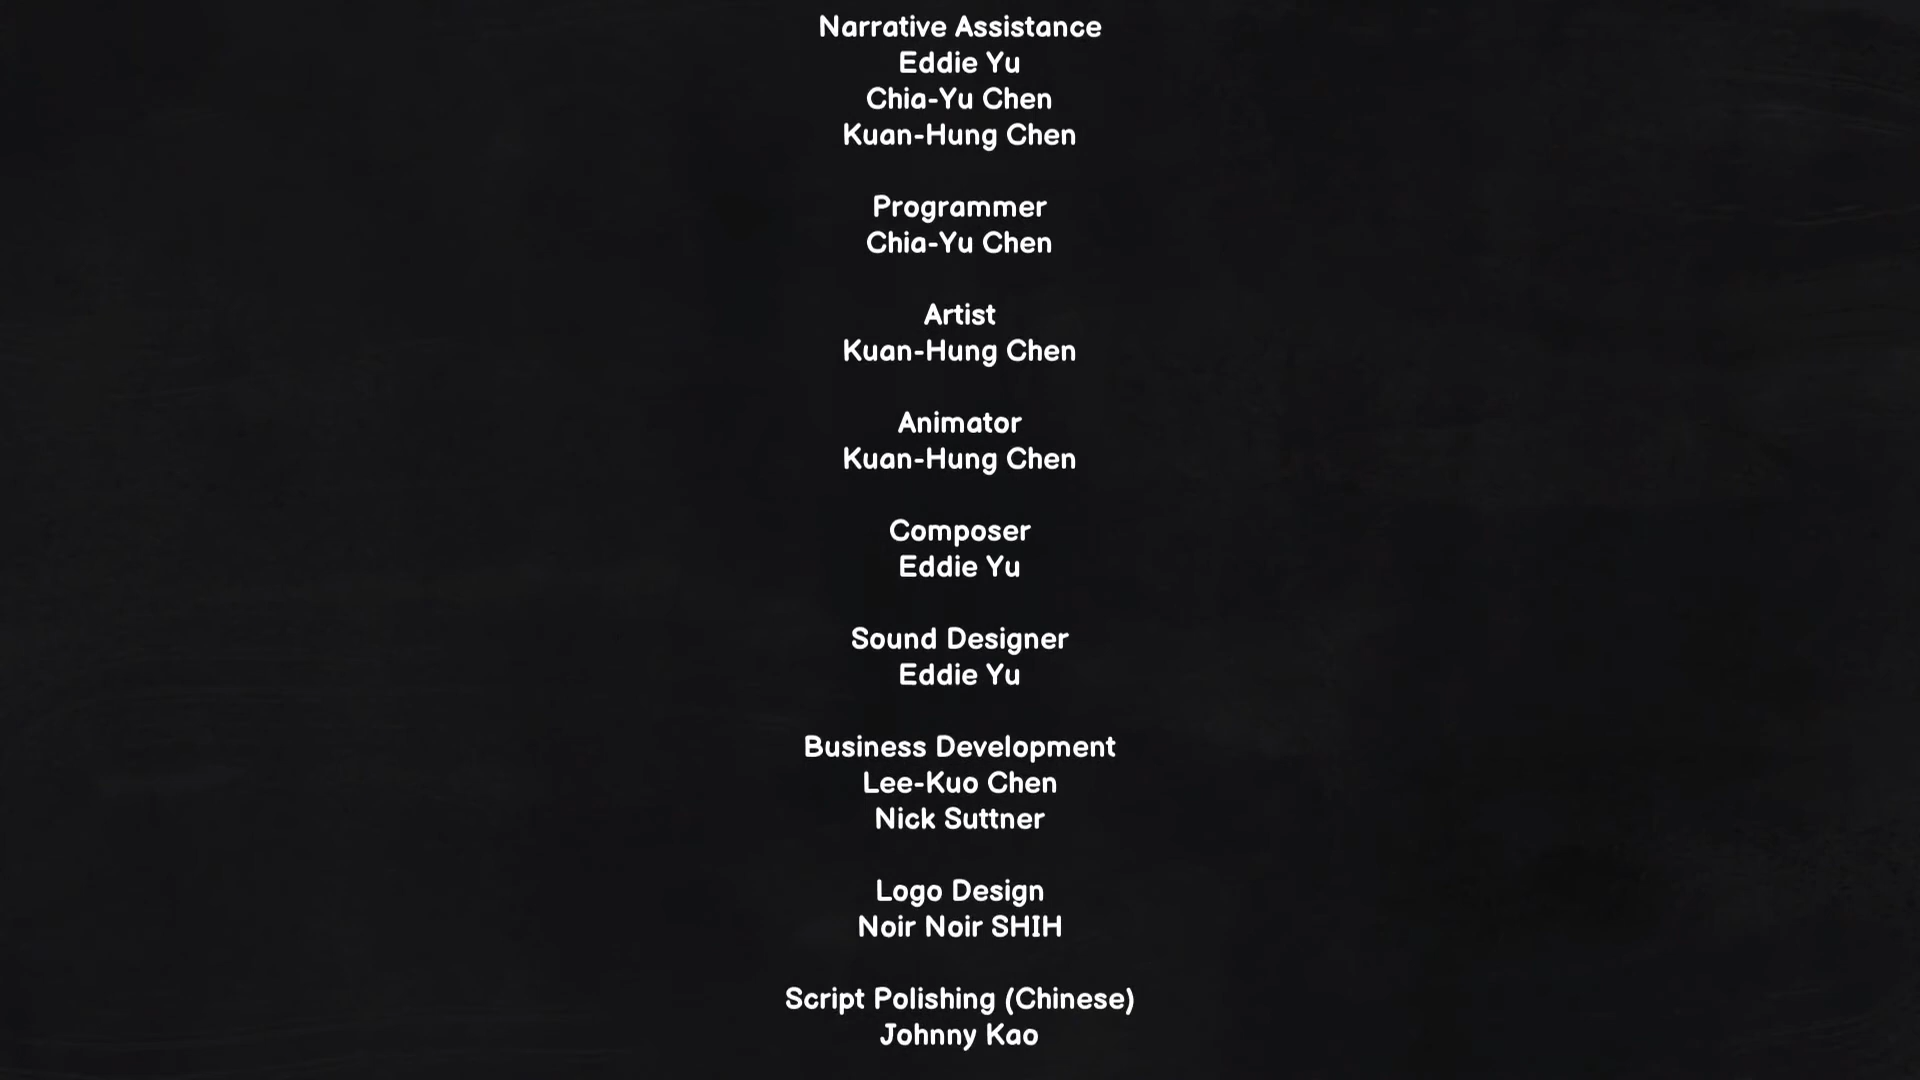 Narrative Assistance
Eddie Yu
Chia-Yu Chen
Kuan-Hung Chen
Programmer
Chia-Yu Chen
Artist
Kuan-Hung Chen
Animator
Kuan-Hung Chen
Composer
Eddie Yu
Sound Designer
Eddie Yu
Business Development
Lee-Kuo Chen
Nick Suttner
Logo Design
Noir Noir SHIH
Script Polishing (Chinese)
Johnny Kao